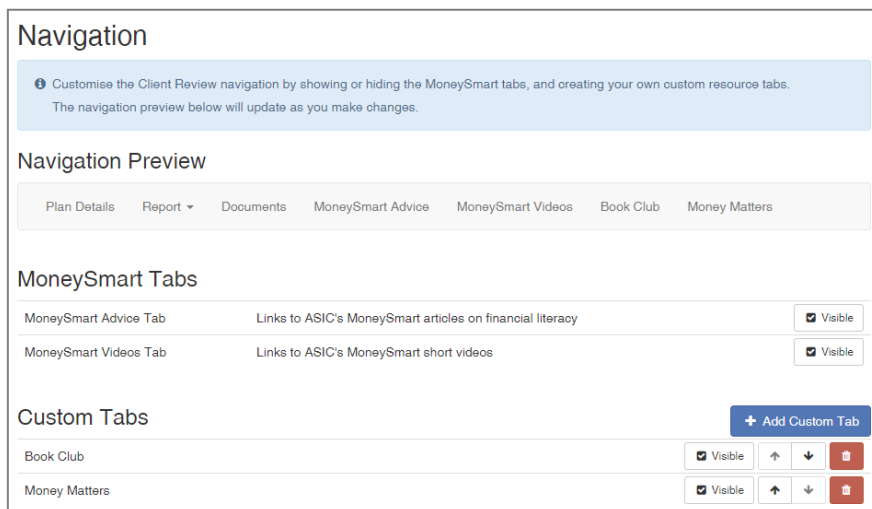 Navigation
Customise the Client Review navigation by showing or hiding the MoneySmart tabs, and creating your own custom resource tabs.
The navigation preview below will update as you make changes.
Navigation Preview
Plan Details Report Documents MoneySmart Advice MoneySmart Videos Book Club Money Matters
MoneySmart Tabs
MoneySmart Advice Tab Links to ASIC's MoneySmart articles on financial literacy Visible
MoneySmart Videos Tab Links to ASIC's MoneySmart short videos Visible
Custom Tabs + Add Custom Tab
Book Club Visible
Money Matters Visible